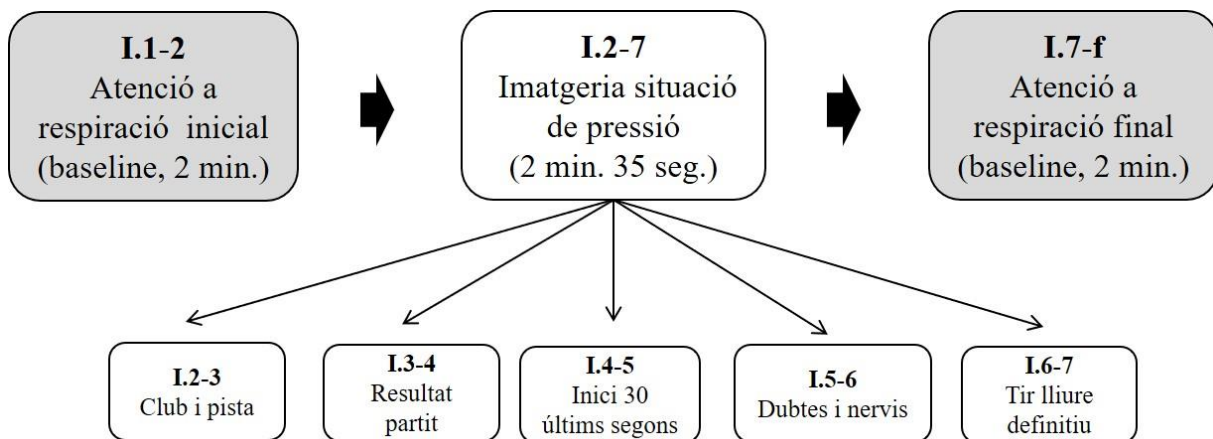 I.1-2
Atenció a
respiració inicial
(baseline, 2 min.)
I.2-7
Imatgeria situació
de pressió
(2 min. 35 seg.)
I.7-f
Atenció a
respiració final
(baseline, 2 min.)
I.2-3
Club i pista
I.3-4
Resultat
partit
I.4-5
Inici 30
últims segons
I.5-6
Dubtes i nervis
I.6-7
Tir lliure
definitiu